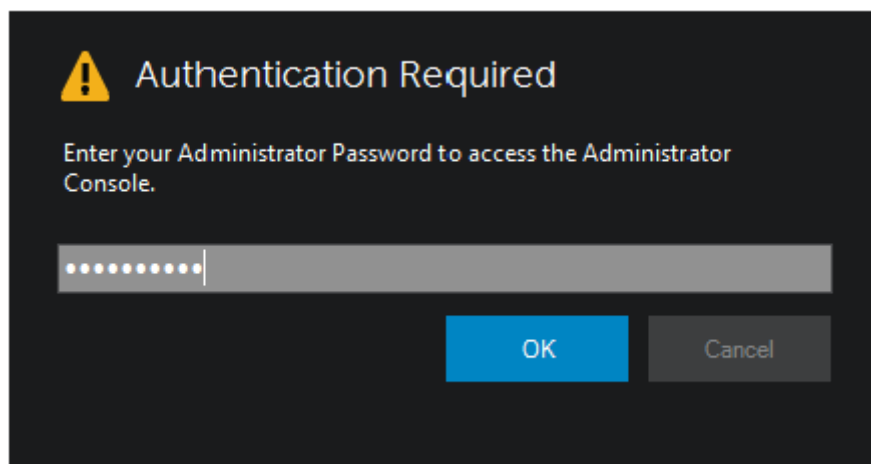 Authentication Required
Enter your Administrator Password to access the Administrator
Console.
••••••••••
OK
Cancel